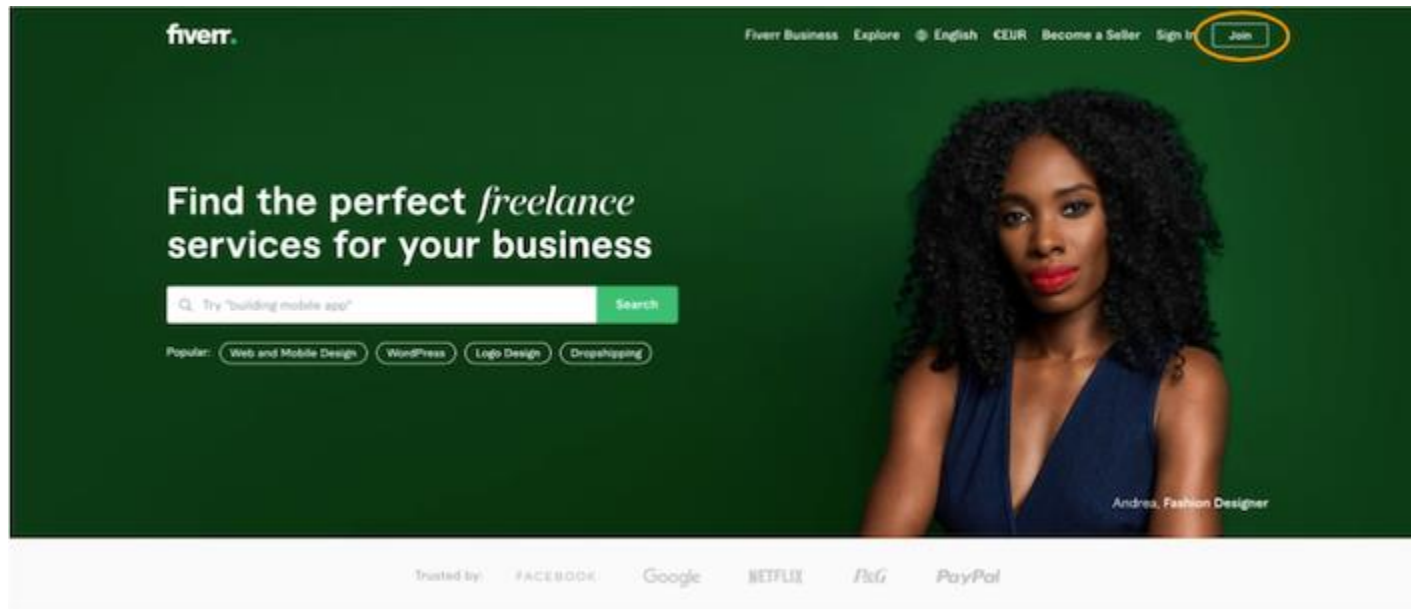 fiverr.
Fiverr Business Explore English €EUR Become a Seller Sign In Join
Find the perfect freelance
services for your business
Try "building mobile app" Search
Popular: Web and Mobile Design WordPress Logo Design Dropshipping
Andrea, Fashion Designer
Trusted by: FACEBOOK Google NETFLIX P&G PayPal